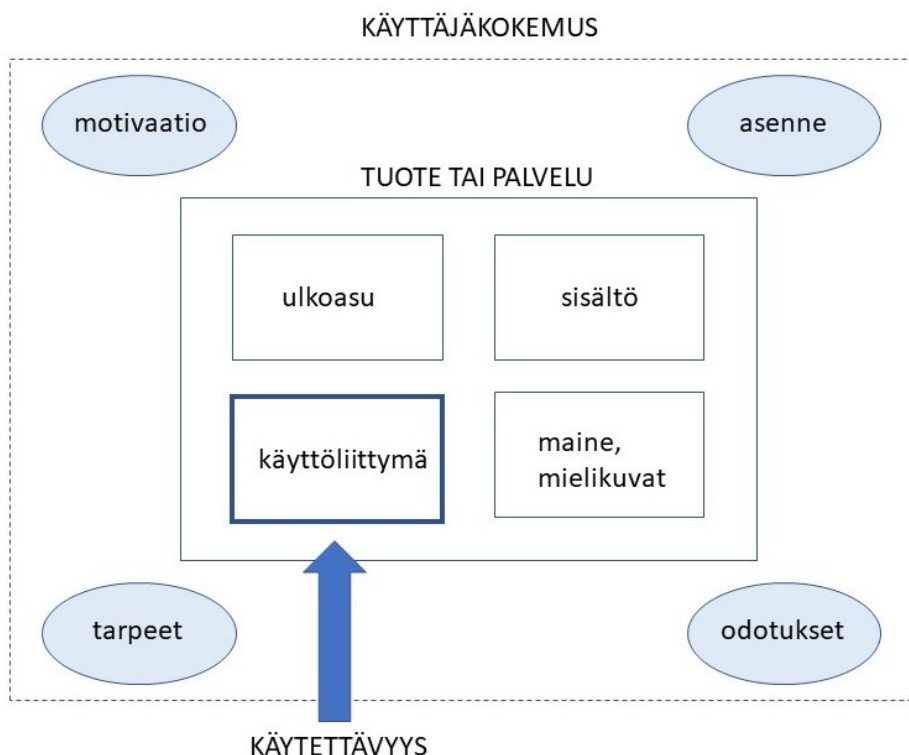 KÄYTTÄJÄKOKEMUS
motivaatio
asenne
TUOTE TAI PALVELU
ulkoasu
sisältö
käyttöliittymä
maine,
mielikuvat
tarpeet
odotukset
KÄYTETTÄVYYS